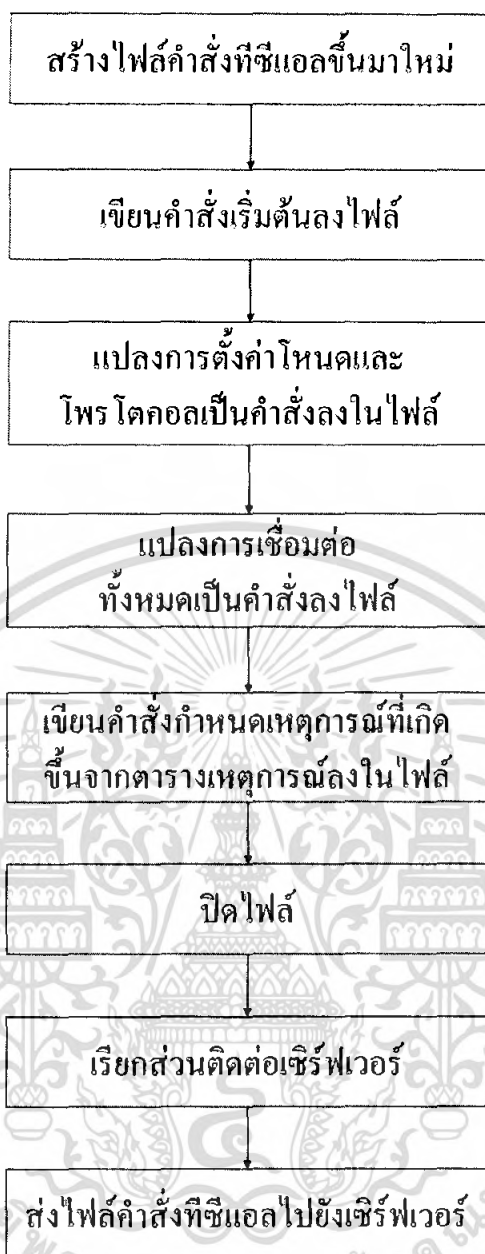 สร้างไฟล์คำสั่งทีซีแอลขึ้นมาใหม่
เขียนคำสั่งเริ่มต้นลงไฟล์
แปลงการตั้งค่าโหนดและ
โพรโตคอลเป็นคำสั่งลงในไฟล์
แปลงการเชื่อมต่อ
ทั้งหมดเป็นคำสั่งลงไฟล์
เขียนคำสั่งกำหนดเหตุการณ์ที่เกิด
ขึ้นจากตารางเหตุการณ์ลงในไฟล์
ปิดไฟล์
เรียกส่วนติดต่อเซิร์ฟเวอร์
ส่งไฟล์คำสั่งทีซีแอลไปยังเซิร์ฟเวอร์